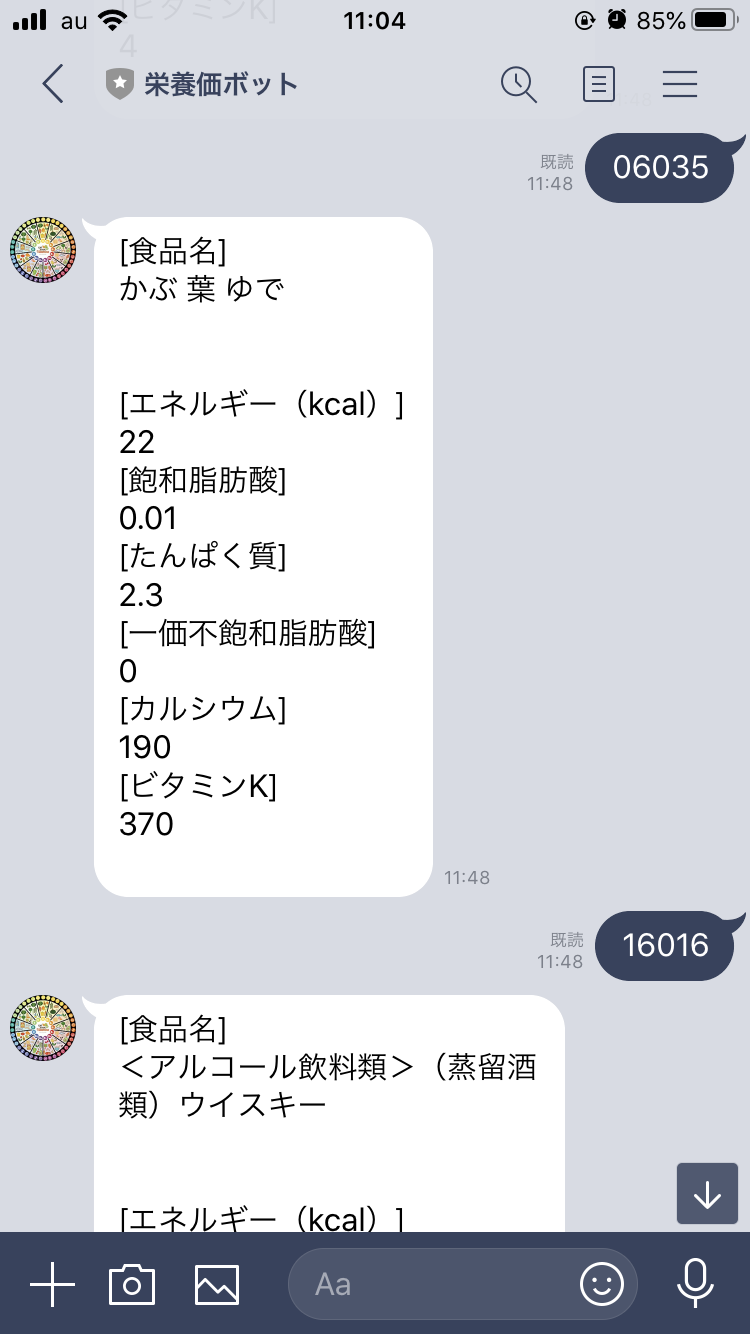 au 11:04 85%
[ビタミンK]
4
栄養価ボット
11:48
既読
11:48
06035
[食品名]
かぶ 葉 ゆで
[エネルギー（kcal）]
22
[飽和脂肪酸]
0.01
[たんぱく質]
2.3
[一価不飽和脂肪酸]
0
[カルシウム]
190
[ビタミンK]
370
11:48
既読
11:48
16016
[食品名]
＜アルコール飲料類＞（蒸留酒
類）ウイスキー
[エネルギー（kcal）]
Aa